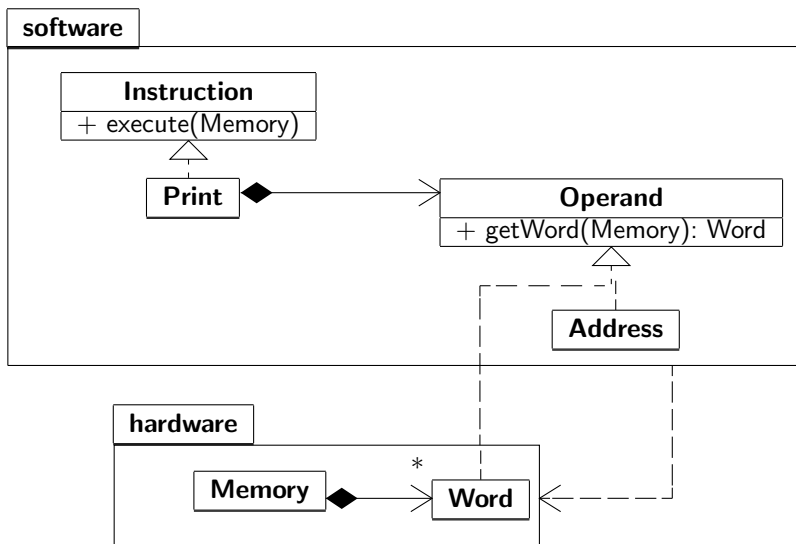 software
Instruction
+ execute(Memory)
Print
Operand
+ getWord(Memory): Word
Address
hardware
*
Memory
Word